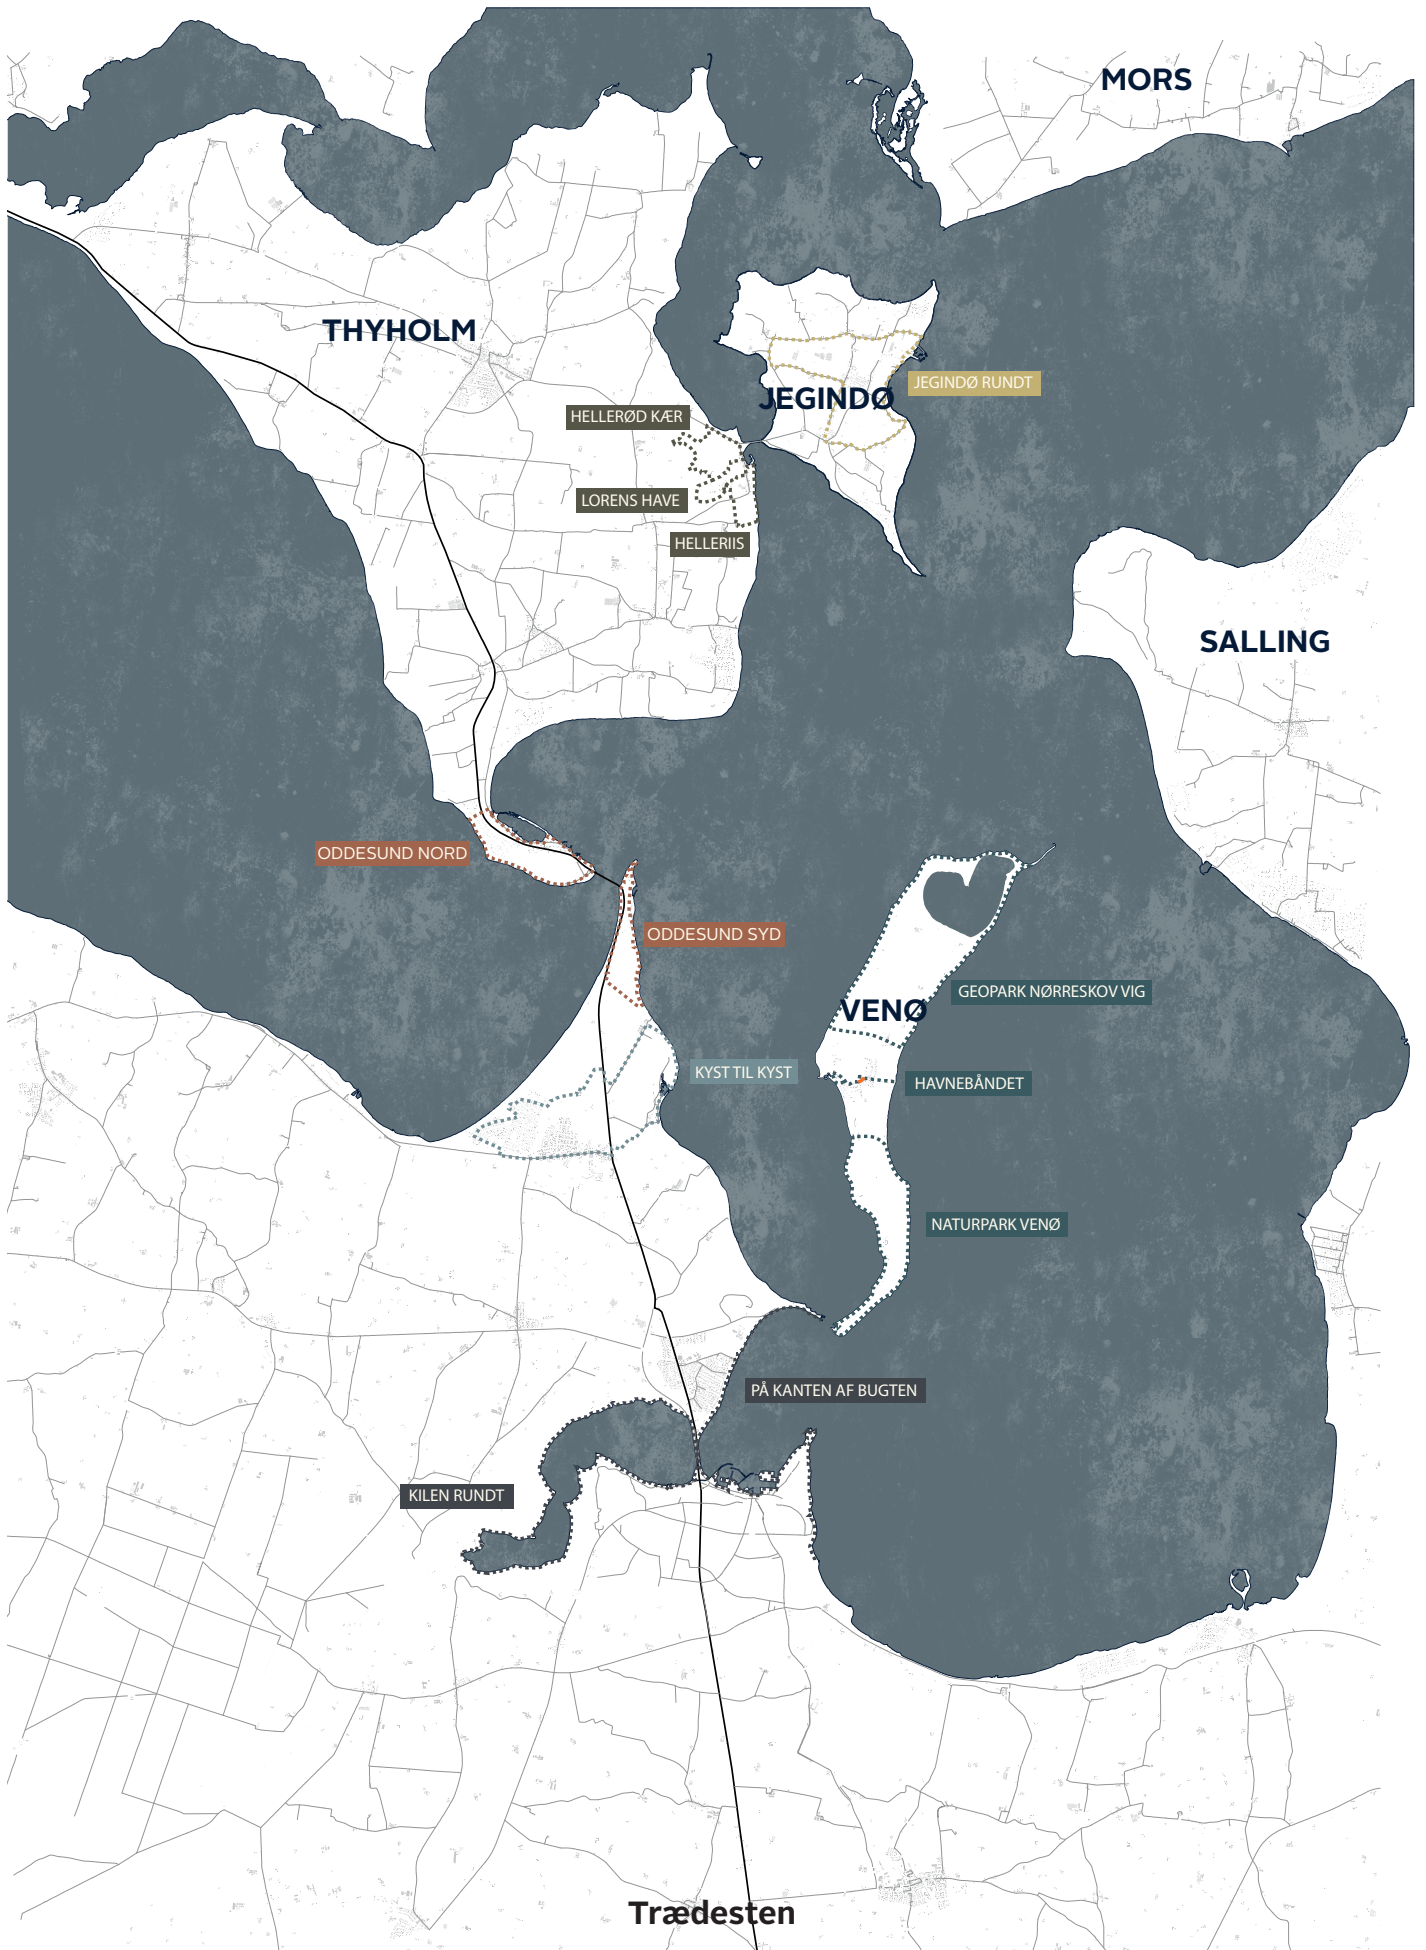 MORS
THYHOLM
JEGINDØ RUNDT
JEGINDØ
HELLERØD KÆR
LORENS HAVE
HELLERIIS
SALLING
ODDESUND NORD
ODDESUND SYD
GEOPARK NØRRESKOV VIG
VENØ
KYST TIL KYST
HAVNEBÅNDET
NATURPARK VENØ
PÅ KANTEN AF BUGTEN
KILEN RUNDT
Trædesten